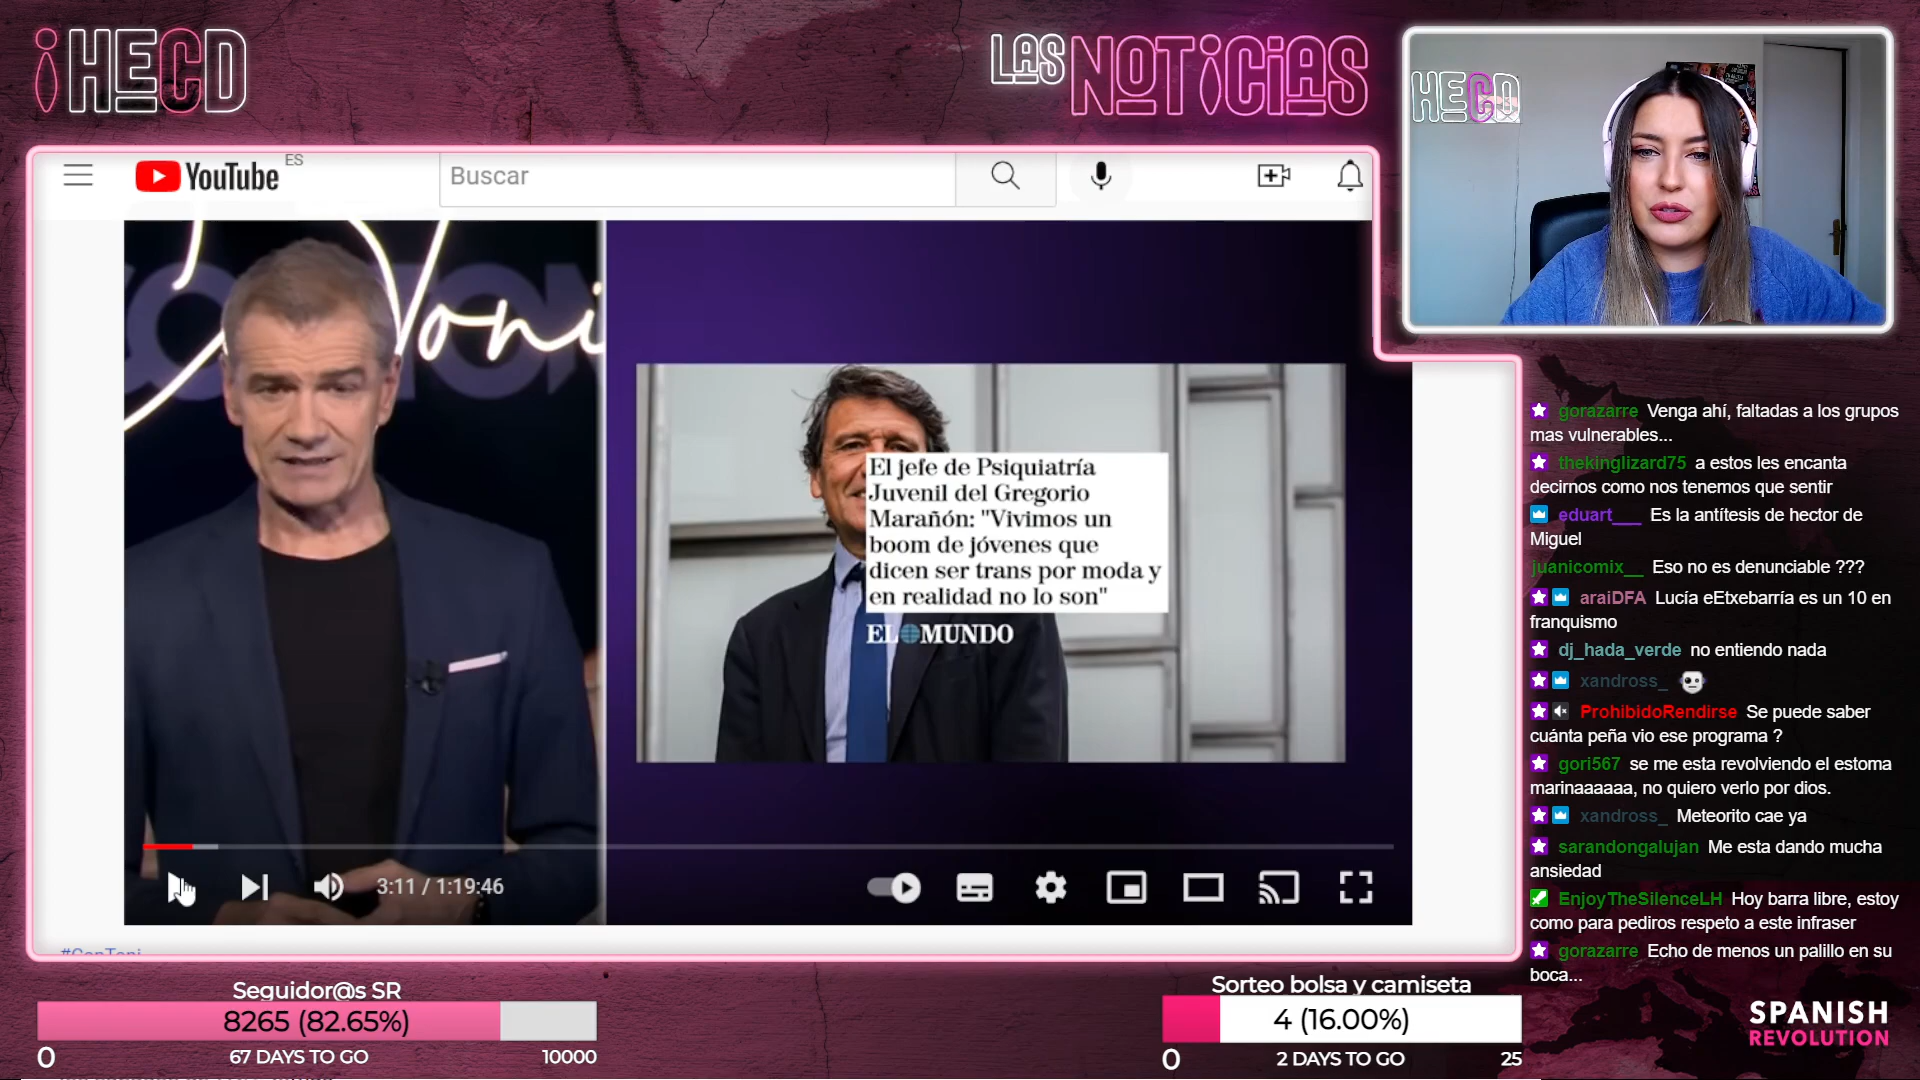 ¡HECD
LAS NOTICIAS
HECD
YouTube ES
Buscar
Toni
El jefe de Psiquiatría
Juvenil del Gregorio
Marañón: "Vivimos un
boom de jóvenes que
dicen ser trans por moda y
en realidad no lo son"
EL MUNDO
3:11 / 1:19:46
#ConToni
gorazarre Venga ahí, faltadas a los grupos
mas vulnerables...
thekinglizard75 a estos les encanta
decirnos como nos tenemos que sentir
eduart___ Es la antítesis de hector de
Miguel
juanicomix__ Eso no es denunciable ???
araiDFA Lucía eEtxebarría es un 10 en
franquismo
dj_hada_verde no entiendo nada
xandross_
ProhibidoRendirse Se puede saber
cuánta peña vio ese programa ?
gori567 se me esta revolviendo el estoma
marinaaaaaa, no quiero verlo por dios.
xandross_ Meteorito cae ya
sarandongalujan Me esta dando mucha
ansiedad
EnjoyTheSilenceLH Hoy barra libre, estoy
como para pediros respeto a este infraser
gorazarre Echo de menos un palillo en su
boca...
Seguidor@s SR
8265 (82.65%)
0 67 DAYS TO GO 10000
Sorteo bolsa y camiseta
4 (16.00%)
0 2 DAYS TO GO 25
SPANISH
REVOLUTION